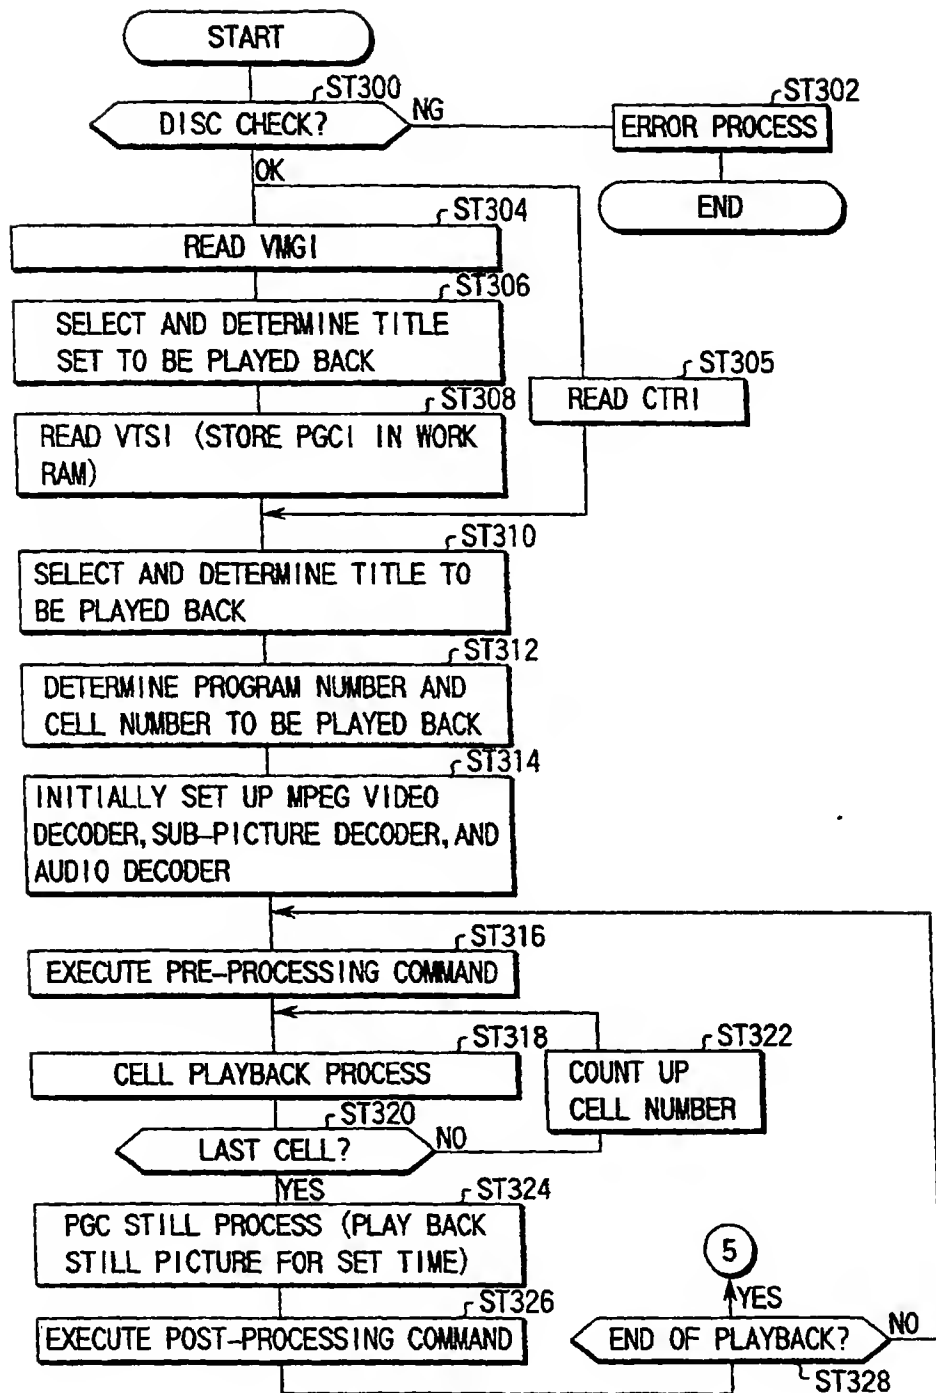 START
ST300
DISC CHECK?
NG
ST302
ERROR PROCESS
END
OK
ST304
READ VMGI
ST306
SELECT AND DETERMINE TITLE
SET TO BE PLAYED BACK
ST305
READ CTRI
ST308
READ VTSI (STORE PGCI IN WORK
RAM)
ST310
SELECT AND DETERMINE TITLE TO
BE PLAYED BACK
ST312
DETERMINE PROGRAM NUMBER AND
CELL NUMBER TO BE PLAYED BACK
ST314
INITIALLY SET UP MPEG VIDEO
DECODER, SUB-PICTURE DECODER, AND
AUDIO DECODER
ST316
EXECUTE PRE-PROCESSING COMMAND
ST318
CELL PLAYBACK PROCESS
ST322
COUNT UP
CELL NUMBER
ST320
LAST CELL?
NO
YES
ST324
PGC STILL PROCESS (PLAY BACK
STILL PICTURE FOR SET TIME)
ST326
EXECUTE POST-PROCESSING COMMAND
5
YES
END OF PLAYBACK?
NO
ST328